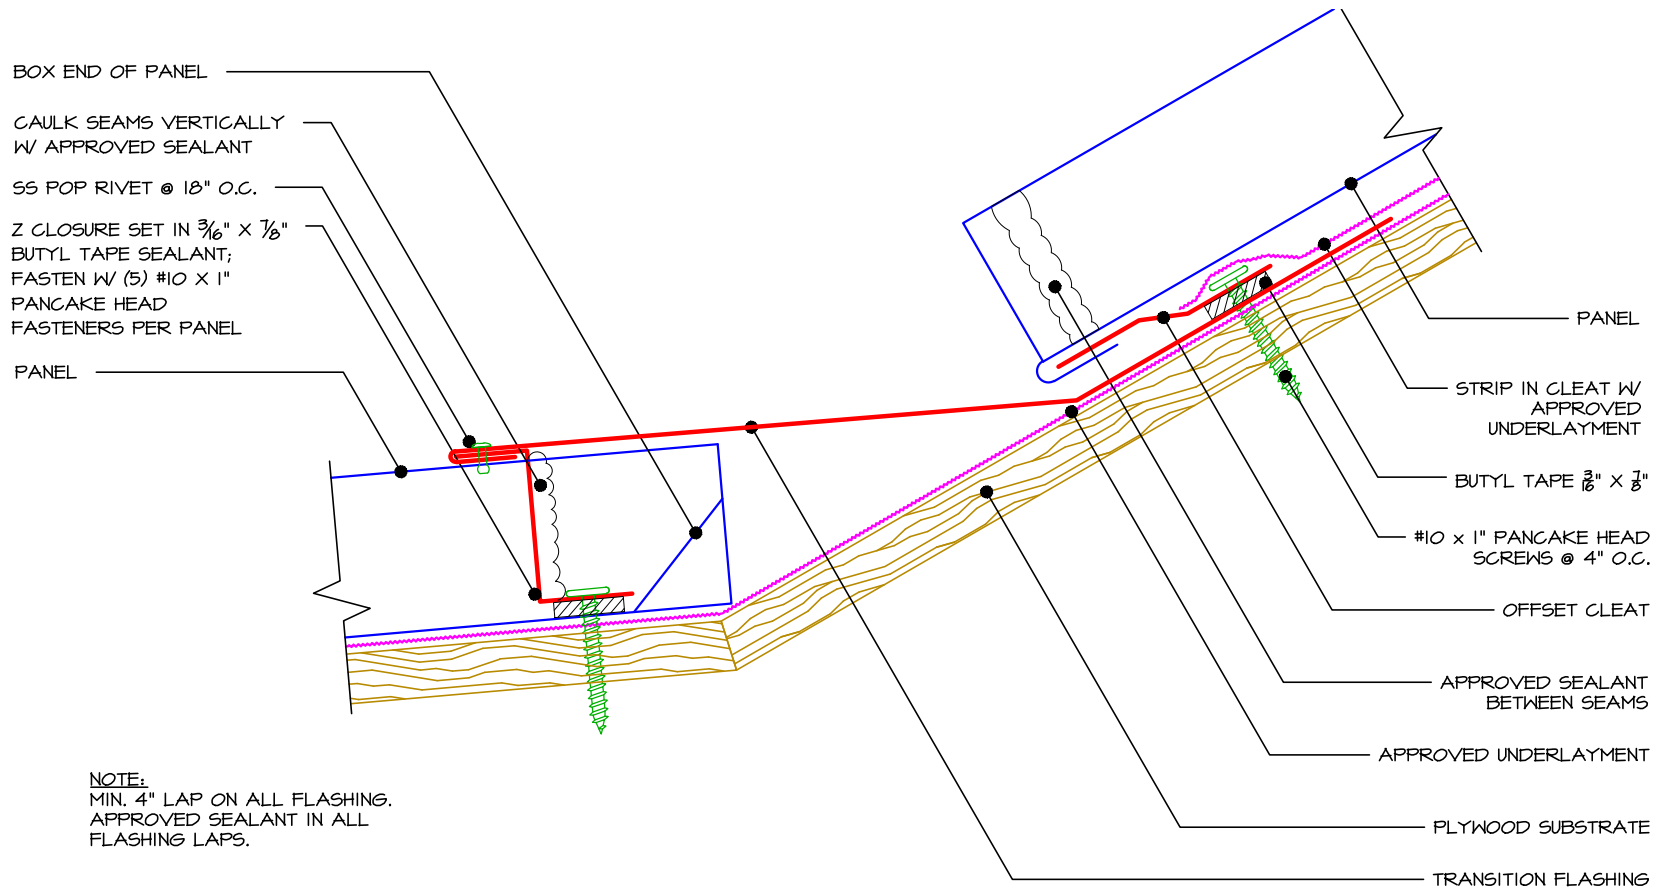 BOX END OF PANEL
CAULK SEAMS VERTICALLY
W/ APPROVED SEALANT
SS POP RIVET @ 18" O.C.
Z CLOSURE SET IN 3/16" X 7/8"
BUTYL TAPE SEALANT;
FASTEN W/ (5) #10 X 1"
PANCAKE HEAD
FASTENERS PER PANEL
PANEL
PANEL
STRIP IN CLEAT W/
APPROVED
UNDERLAYMENT
BUTYL TAPE 3/16" X 7/8"
#10 x 1" PANCAKE HEAD
SCREWS @ 4" O.C.
OFFSET CLEAT
APPROVED SEALANT
BETWEEN SEAMS
APPROVED UNDERLAYMENT
PLYWOOD SUBSTRATE
TRANSITION FLASHING
NOTE:
MIN. 4" LAP ON ALL FLASHING.
APPROVED SEALANT IN ALL
FLASHING LAPS.